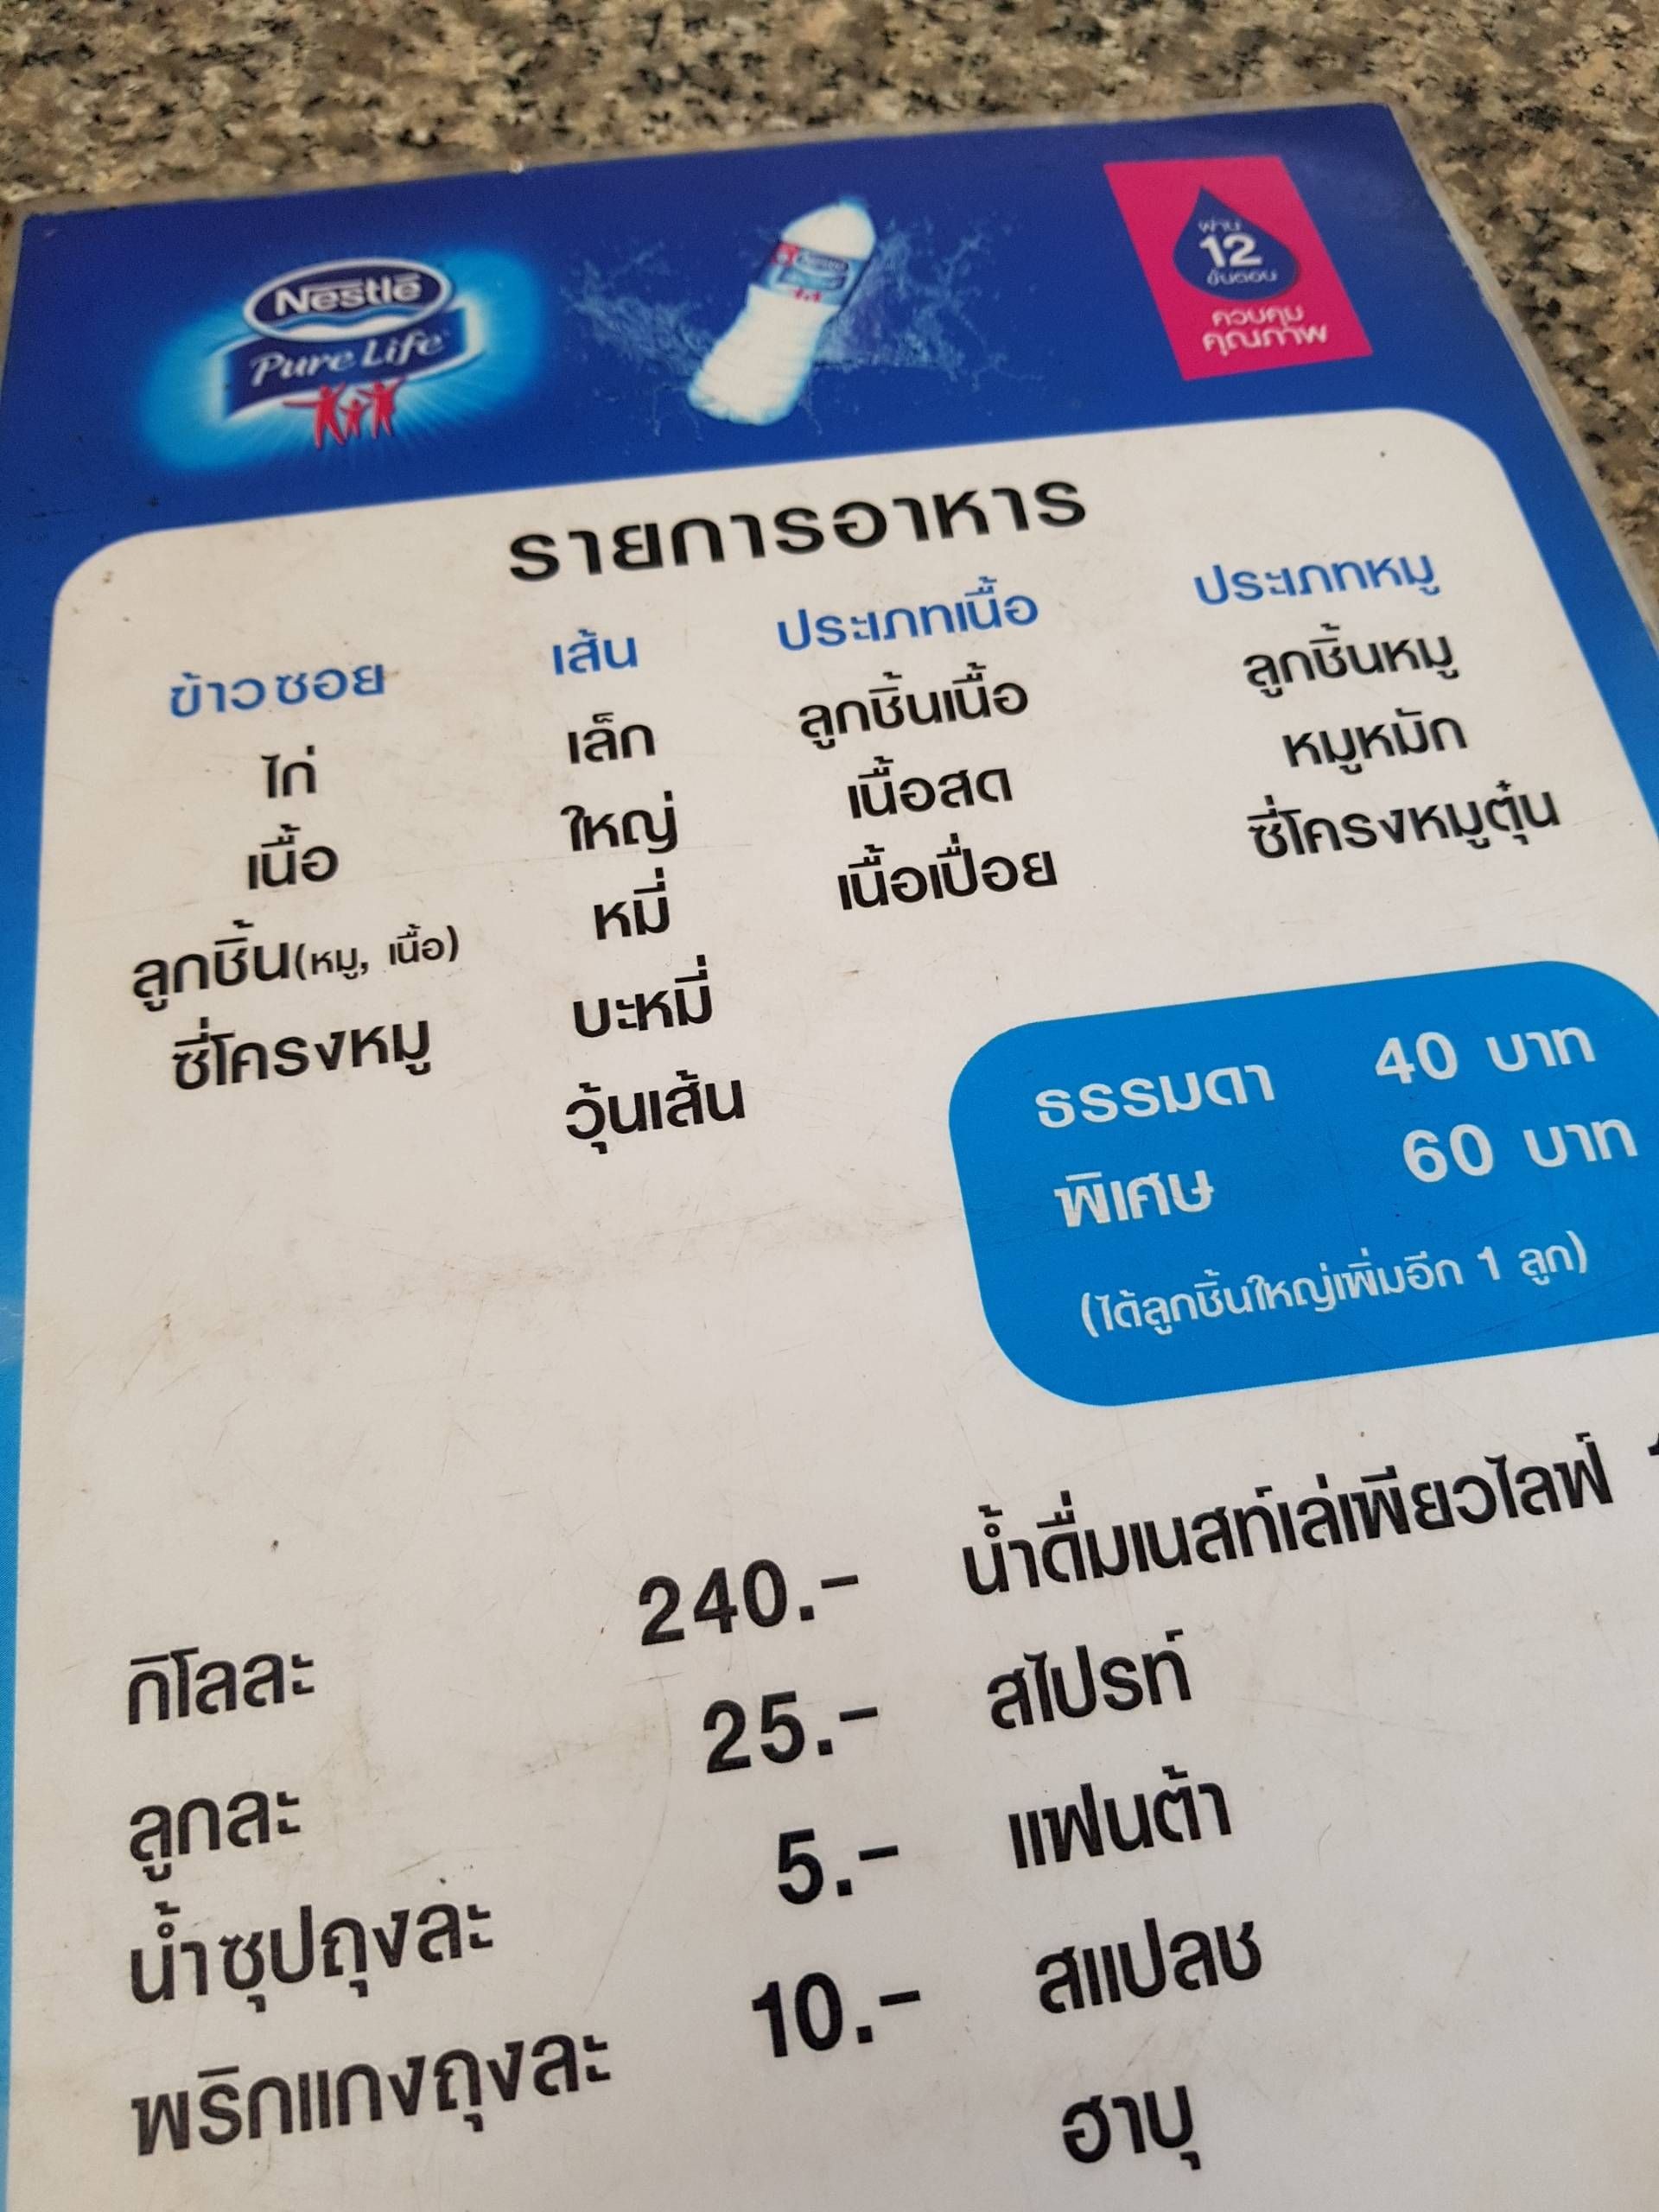 Nestlé
Pure Life
ผ่าน
12
ขั้นตอน
ควบคุม
คุณภาพ
รายการอาหาร
ข้าวซอย
ไก่
เนื้อ
ลูกชิ้น(หมู, เนื้อ)
ซี่โครงหมู
เส้น
เล็ก
ใหญ่
หมี่
บะหมี่
วุ้นเส้น
ประเภทเนื้อ
ลูกชิ้นเนื้อ
เนื้อสด
เนื้อเปื่อย
ประเภทหมู
ลูกชิ้นหมู
หมูหมัก
ซี่โครงหมูตุ๋น
ธรรมดา 40 บาท
พิเศษ 60 บาท
(ได้ลูกชิ้นใหญ่เพิ่มอีก 1 ลูก)
กิโลละ 240.-
ลูกละ 25.-
น้ำซุปถุงละ 5.-
พริกแกงถุงละ 10.-
น้ำดื่มเนสท์เล่เพียวไลฟ์
สไปรท์
แฟนต้า
สแปลช
ฮาบุ